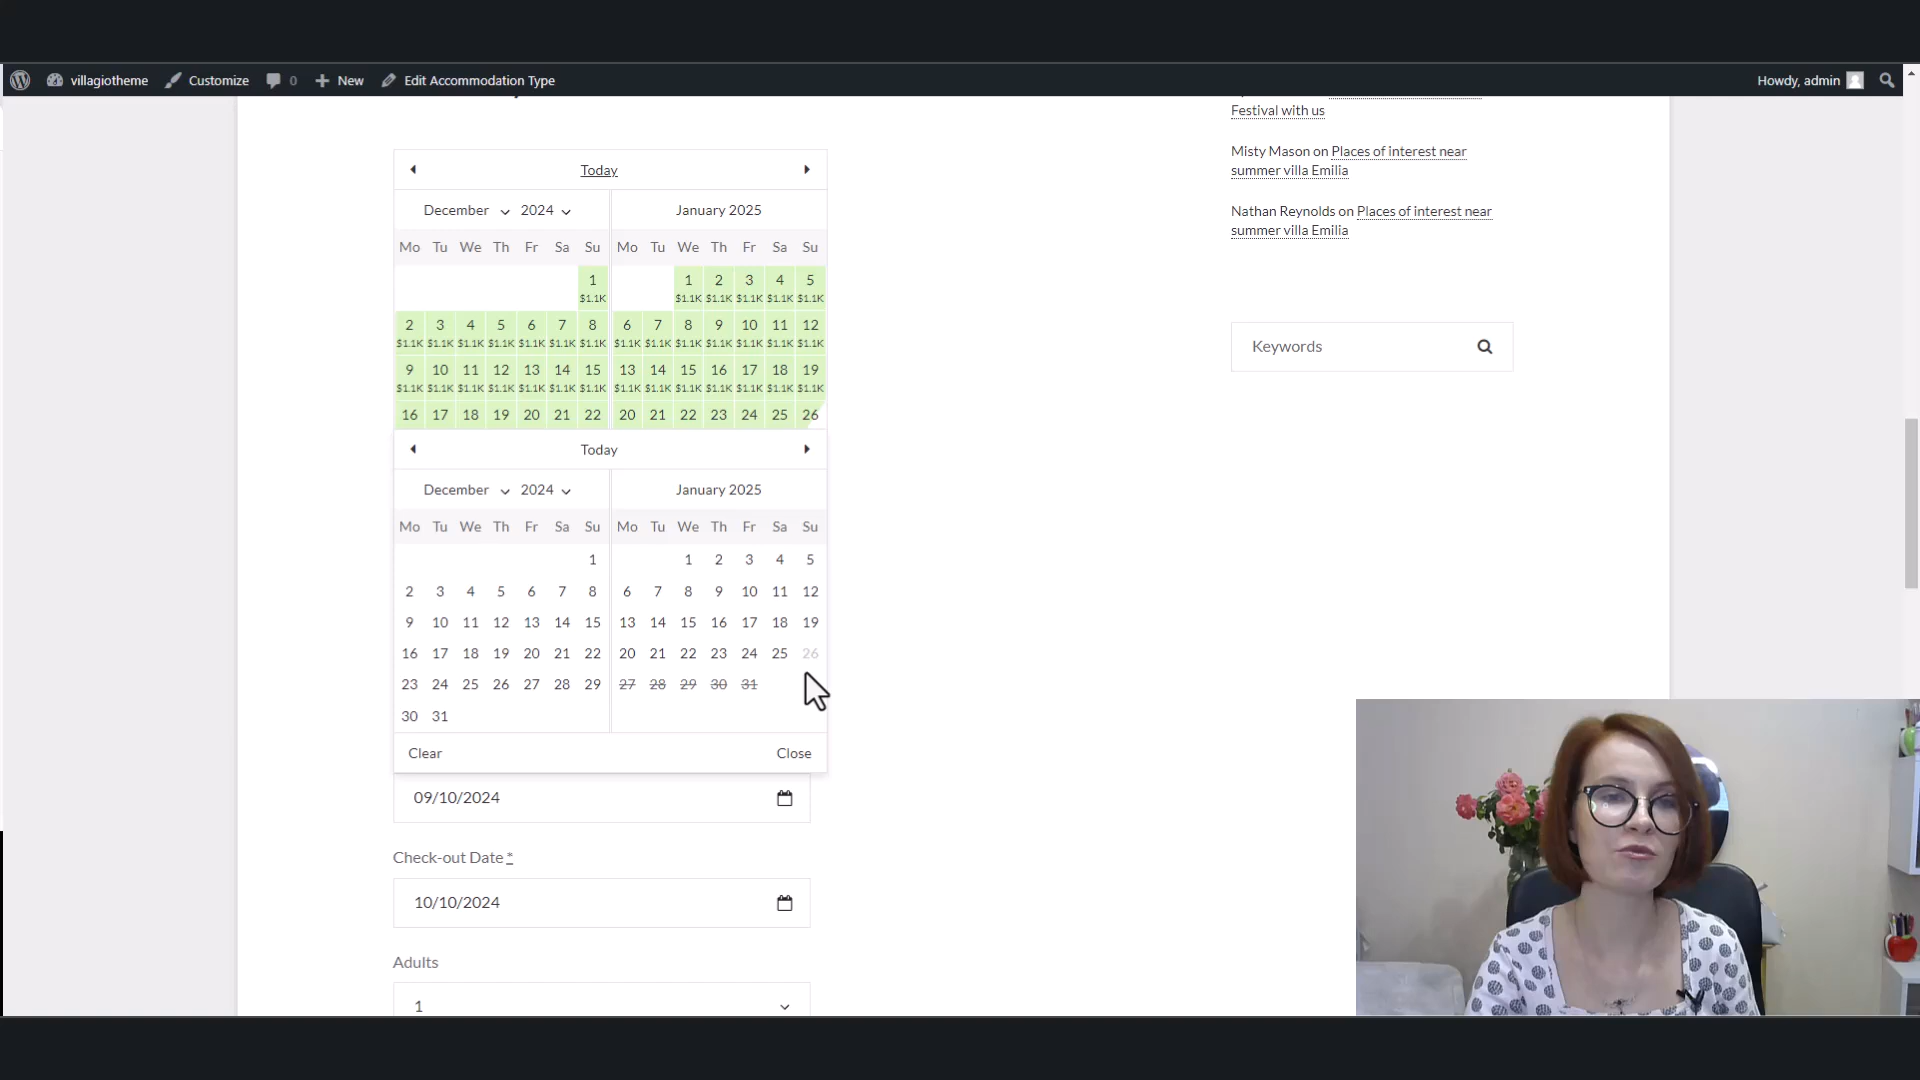 villagiotheme Customize 0 New Edit Accommodation Type Howdy, admin
Festival with us
Misty Mason on Places of interest near
summer villa Emilia
Nathan Reynolds on Places of interest near
summer villa Emilia
Keywords
Today
December 2024 January 2025
Mo Tu We Th Fr Sa Su Mo Tu We Th Fr Sa Su
1 1 2 3 4 5
$1.1K $1.1K $1.1K $1.1K $1.1K $1.1K
2 3 4 5 6 7 8 6 7 8 9 10 11 12
$1.1K $1.1K $1.1K $1.1K $1.1K $1.1K $1.1K $1.1K $1.1K $1.1K $1.1K $1.1K $1.1K $1.1K
9 10 11 12 13 14 15 13 14 15 16 17 18 19
$1.1K $1.1K $1.1K $1.1K $1.1K $1.1K $1.1K $1.1K $1.1K $1.1K $1.1K $1.1K $1.1K $1.1K
16 17 18 19 20 21 22 20 21 22 23 24 25 26
Today
December 2024 January 2025
Mo Tu We Th Fr Sa Su Mo Tu We Th Fr Sa Su
1 1 2 3 4 5
2 3 4 5 6 7 8 6 7 8 9 10 11 12
9 10 11 12 13 14 15 13 14 15 16 17 18 19
16 17 18 19 20 21 22 20 21 22 23 24 25 26
23 24 25 26 27 28 29 27 28 29 30 31
30 31
Clear Close
09/10/2024
Check-out Date *
10/10/2024
Adults
1